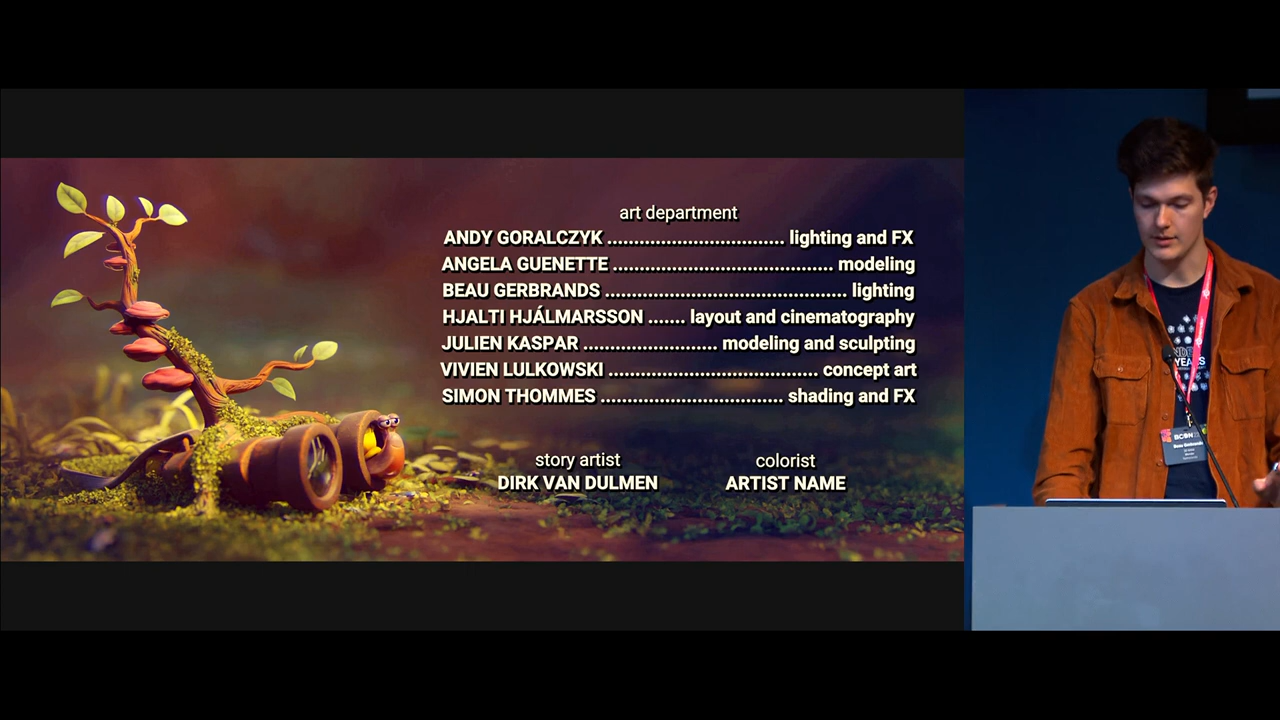 art department
ANDY GORALCZYK .................................. lighting and FX
ANGELA GUENETTE .......................................... modeling
BEAU GERBRANDS .............................................. lighting
HJALTI HJÁLMARSSON ....... layout and cinematography
JULIEN KASPAR ......................... modeling and sculpting
VIVIEN LULKOWSKI ........................................ concept art
SIMON THOMMES ................................... shading and FX
story artist
DIRK VAN DULMEN
colorist
ARTIST NAME
YEARS
BCON